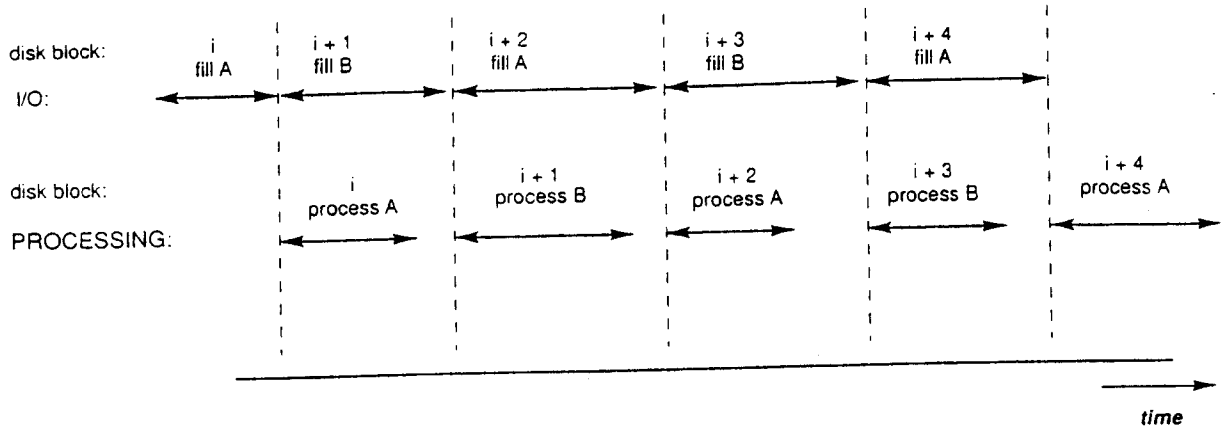 disk block:
i
fill A
i + 1
fill B
i + 2
fill A
i + 3
fill B
i + 4
fill A
I/O:
disk block:
i
process A
i + 1
process B
i + 2
process A
i + 3
process B
i + 4
process A
PROCESSING:
time